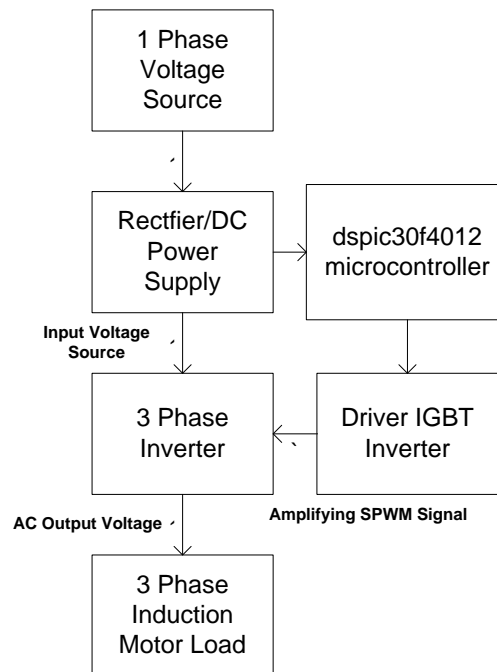 1 Phase
Voltage
Source
Rectfier/DC
Power
Supply
dspic30f4012
microcontroller
Input Voltage
Source
3 Phase
Inverter
Driver IGBT
Inverter
AC Output Voltage
Amplifying SPWM Signal
3 Phase
Induction
Motor Load